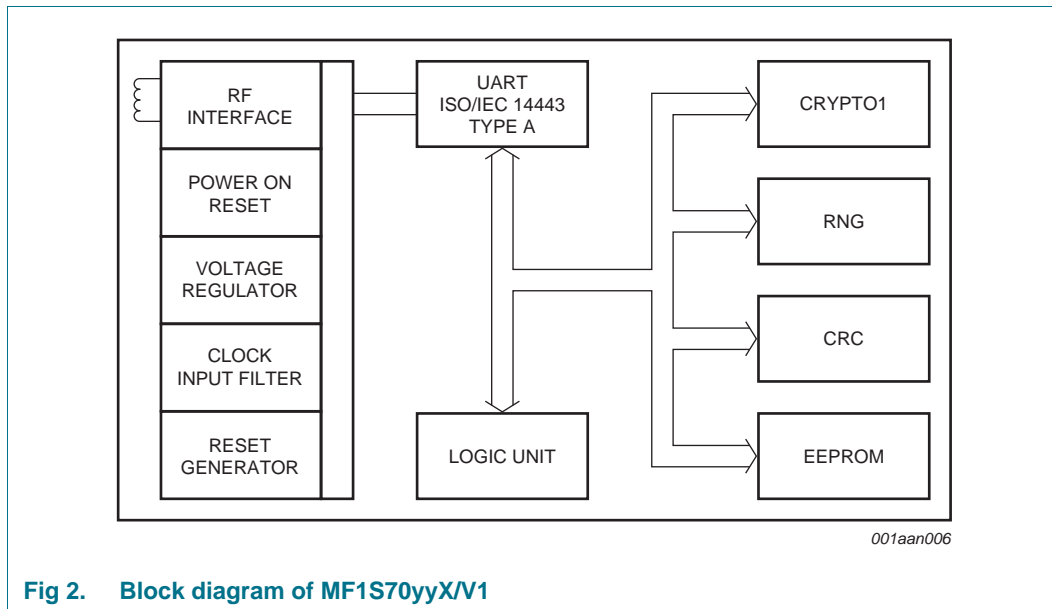 RF
INTERFACE
POWER ON
RESET
VOLTAGE
REGULATOR
CLOCK
INPUT FILTER
RESET
GENERATOR
UART
ISO/IEC 14443
TYPE A
LOGIC UNIT
CRYPTO1
RNG
CRC
EEPROM
001aan006
Fig 2. Block diagram of MF1S70yyX/V1